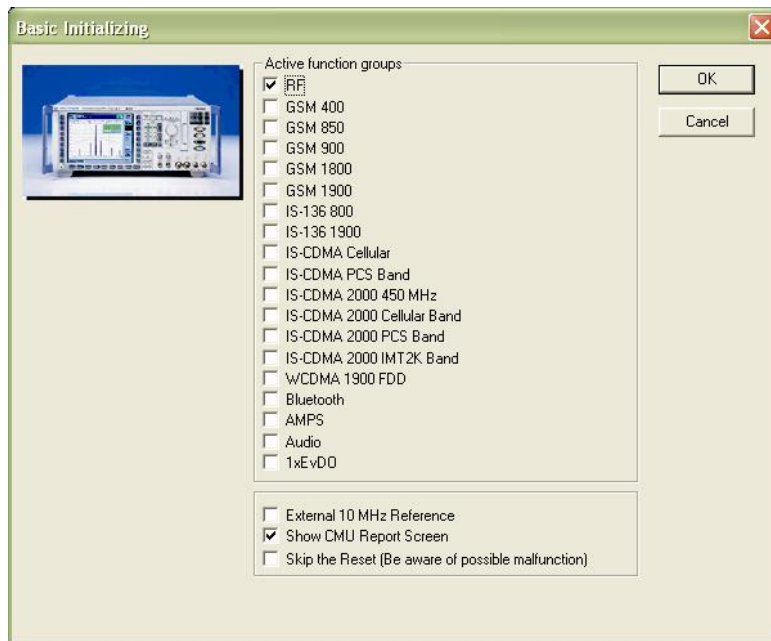 Basic Initializing
Active function groups
RF
GSM 400
GSM 850
GSM 900
GSM 1800
GSM 1900
IS-136 800
IS-136 1900
IS-CDMA Cellular
IS-CDMA PCS Band
IS-CDMA 2000 450 MHz
IS-CDMA 2000 Cellular Band
IS-CDMA 2000 PCS Band
IS-CDMA 2000 IMT2K Band
WCDMA 1900 FDD
Bluetooth
AMPS
Audio
1xEvDO
External 10 MHz Reference
Show CMU Report Screen
Skip the Reset (Be aware of possible malfunction)
OK
Cancel